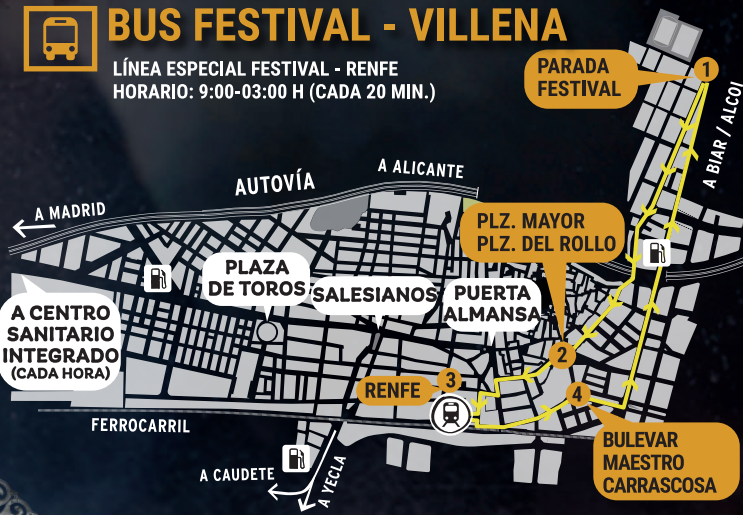 BUS FESTIVAL - VILLENA
LÍNEA ESPECIAL FESTIVAL - RENFE
HORARIO: 9:00-03:00 H (CADA 20 MIN.)
PARADA
FESTIVAL
1
A BIAR / ALCOI
A ALICANTE
AUTOVÍA
A MADRID
PLZ. MAYOR
PLZ. DEL ROLLO
2
PLAZA
DE TOROS
SALESIANOS
PUERTA
ALMANSA
A CENTRO
SANITARIO
INTEGRADO
(CADA HORA)
RENFE
3
4
BULEVAR
MAESTRO
CARRASCOSA
FERROCARRIL
A CAUDETE
A YECLA